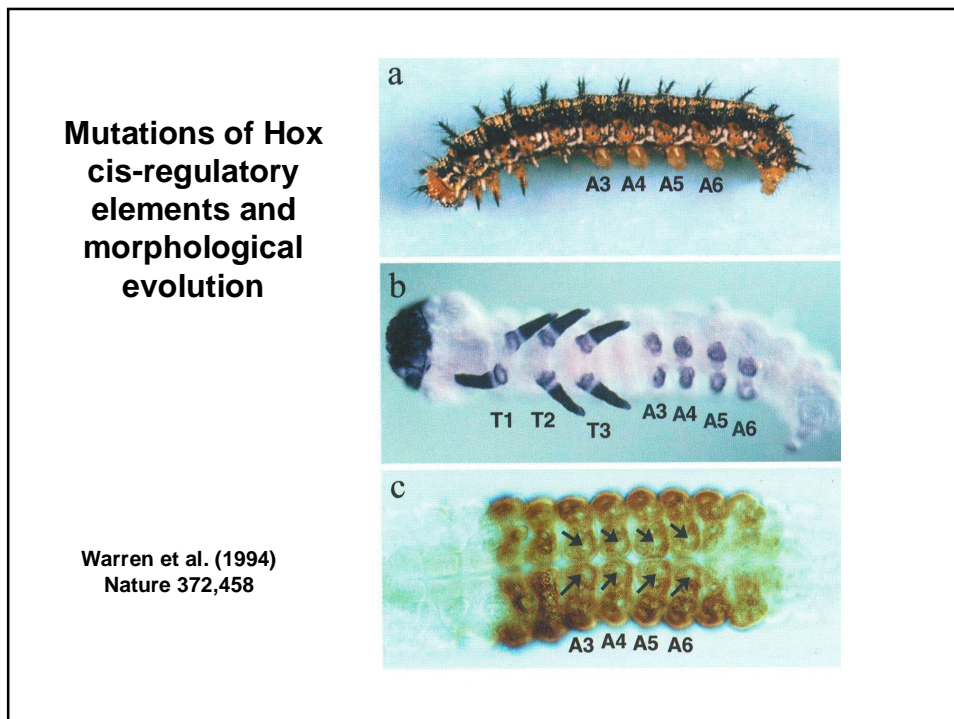 Mutations of Hox
cis-regulatory
elements and
morphological
evolution
Warren et al. (1994)
Nature 372,458
a
A3 A4 A5 A6
b
T1 T2 T3 A3 A4 A5 A6
c
A3 A4 A5 A6